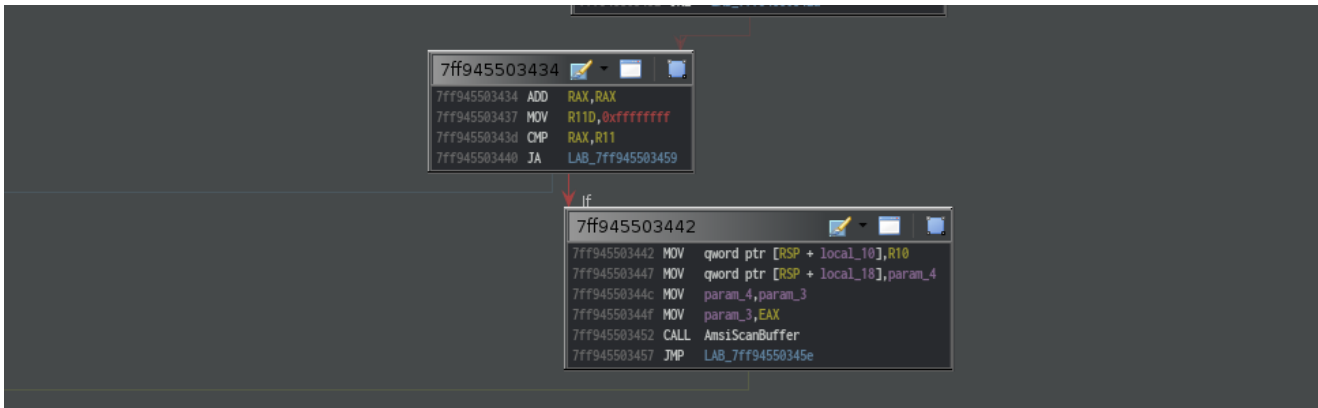 7ff945503434
7ff945503434 ADD RAX,RAX
7ff945503437 MOV R11D,0xffffffff
7ff94550343d CMP RAX,R11
7ff945503440 JA LAB_7ff945503459
If
7ff945503442
7ff945503442 MOV qword ptr [RSP + local_10],R10
7ff945503447 MOV qword ptr [RSP + local_18],param_4
7ff94550344c MOV param_4,param_3
7ff94550344f MOV param_3,EAX
7ff945503452 CALL AmsiScanBuffer
7ff945503457 JMP LAB_7ff94550345e